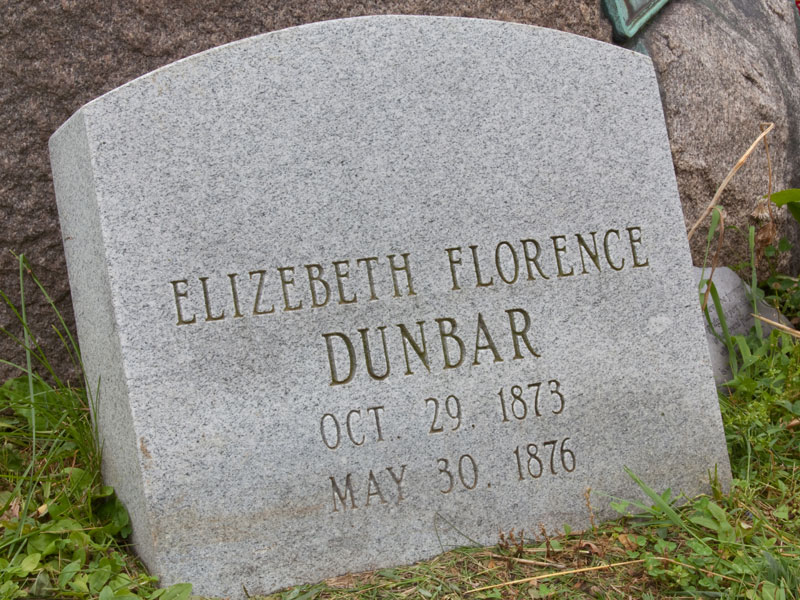 ELIZEBETH FLORENCE
DUNBAR
OCT. 29. 1873
MAY 30. 1876